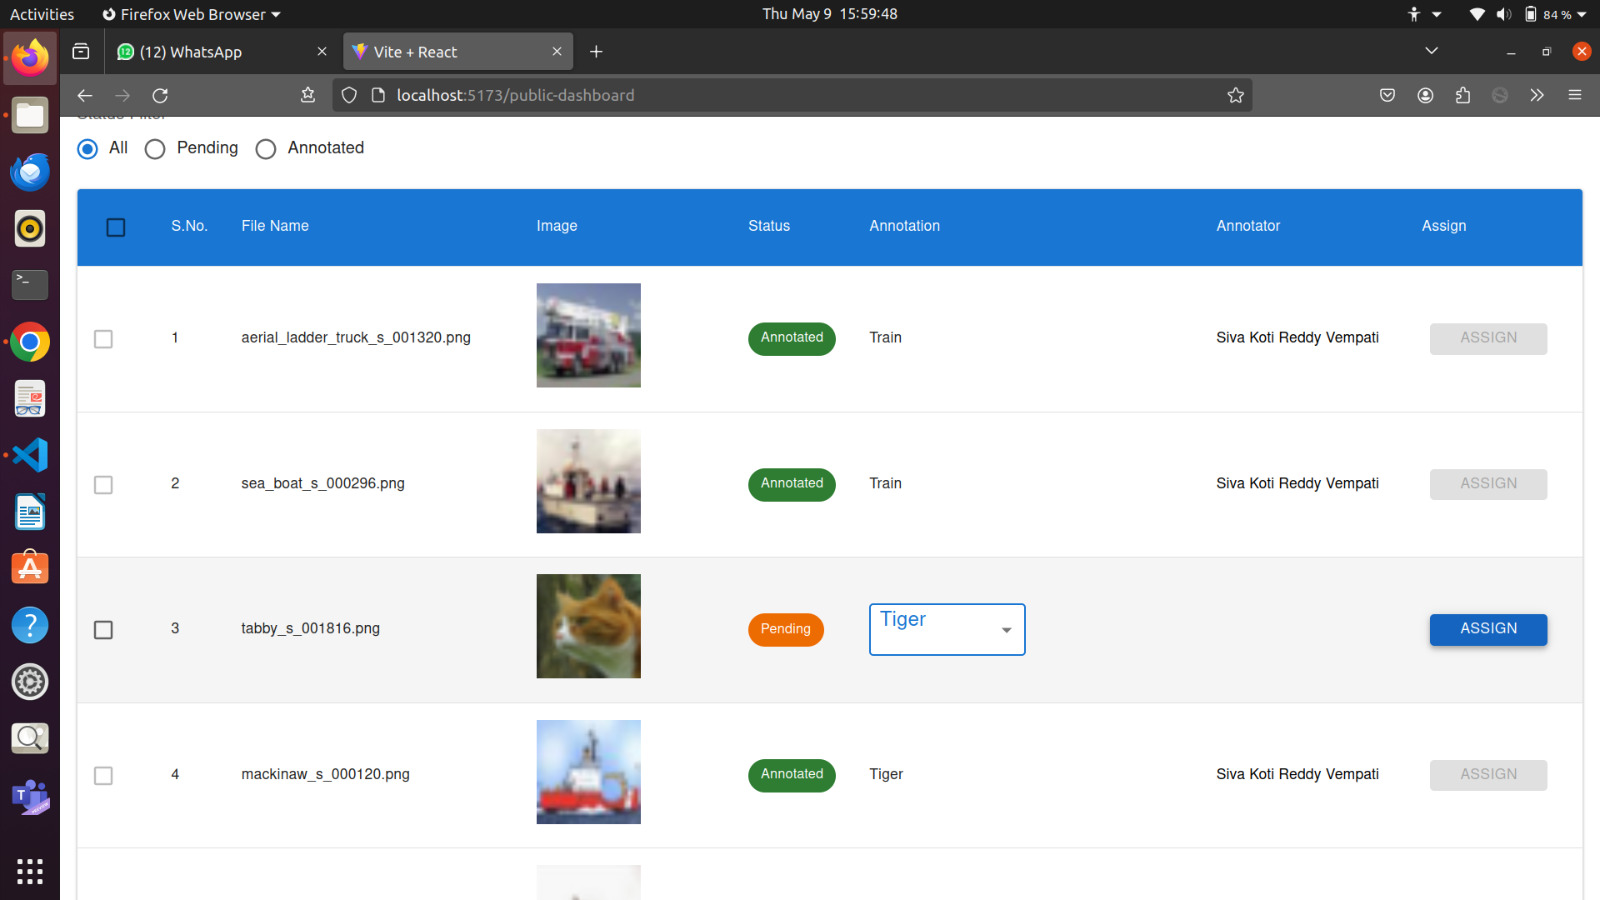 Activities Firefox Web Browser Thu May 9 15:59:48 84 %
12 (12) WhatsApp Vite + React
localhost:5173/public-dashboard
Status Filter
All Pending Annotated
S.No. File Name Image Status Annotation Annotator Assign
1 aerial_ladder_truck_s_001320.png Annotated Train Siva Koti Reddy Vempati ASSIGN
2 sea_boat_s_000296.png Annotated Train Siva Koti Reddy Vempati ASSIGN
3 tabby_s_001816.png Pending Tiger ASSIGN
4 mackinaw_s_000120.png Annotated Tiger Siva Koti Reddy Vempati ASSIGN